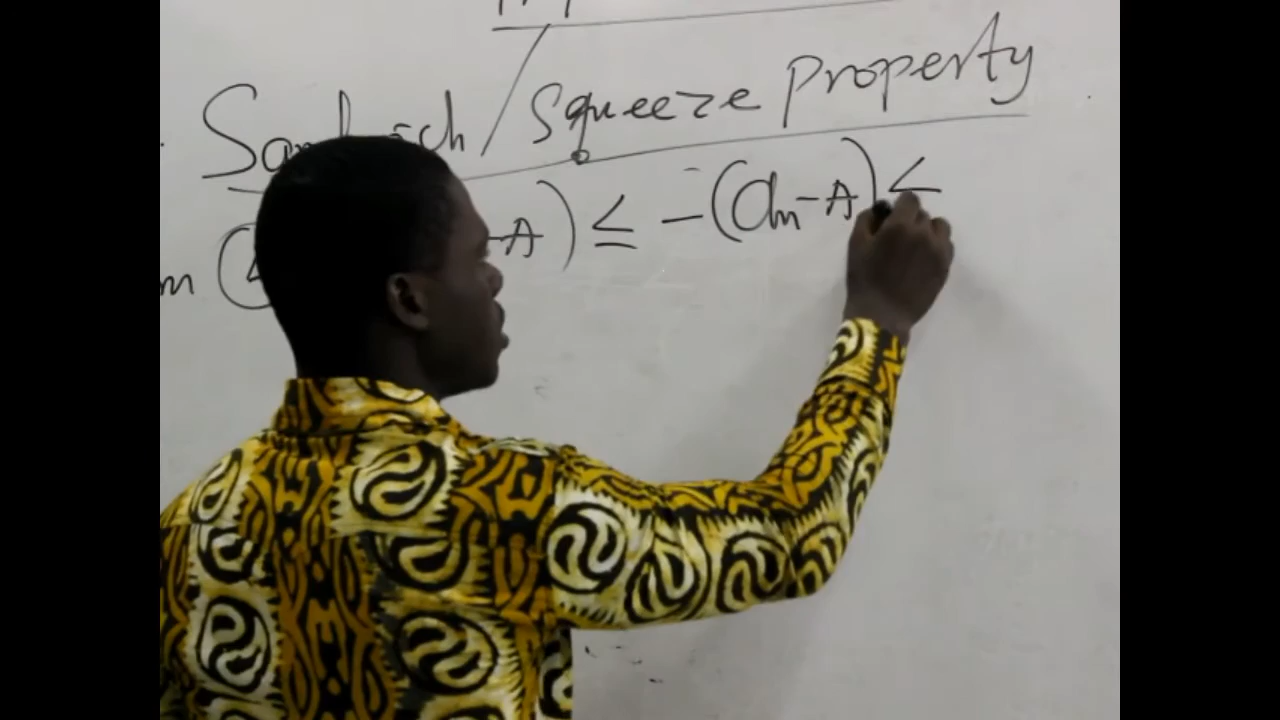 Sandwich / Squeeze Property
m ( -A) ≤ -(an-A) ≤